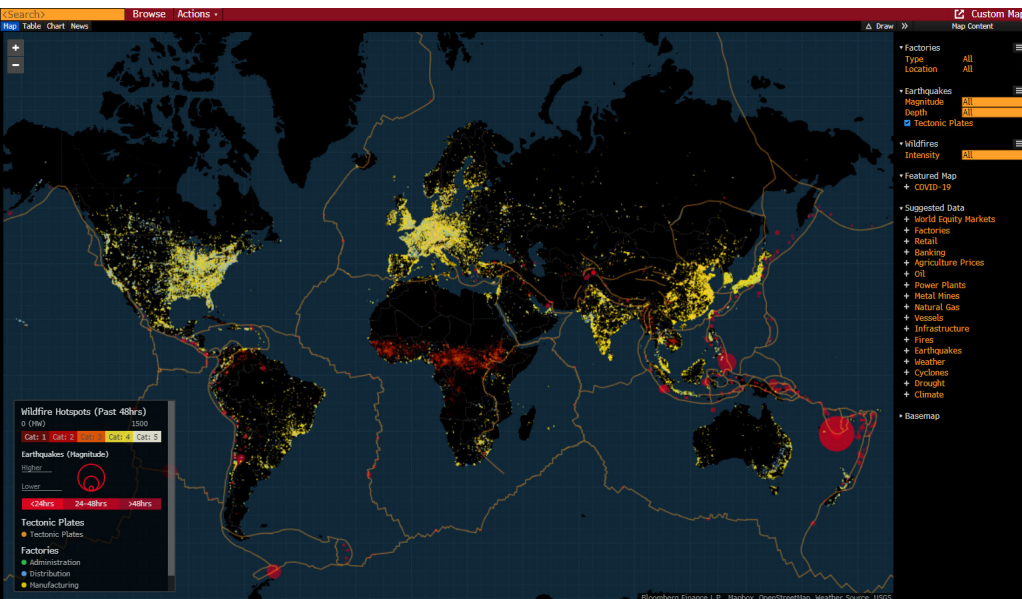 <Search>
Browse
Actions
Custom Map
Map Table Chart News
Draw
Map Content
+
−
Factories
Type All
Location All
Earthquakes
Magnitude All
Depth All
Tectonic Plates
Wildfires
Intensity All
Featured Map
+ COVID-19
Suggested Data
+ World Equity Markets
+ Factories
+ Retail
+ Banking
+ Agriculture Prices
+ Oil
+ Power Plants
+ Metal Mines
+ Natural Gas
+ Vessels
+ Infrastructure
+ Fires
+ Earthquakes
+ Weather
+ Cyclones
+ Drought
+ Climate
Basemap
Wildfire Hotspots (Past 48hrs)
0 (MW) 1500
Cat: 1 Cat: 2 Cat: 3 Cat: 4 Cat: 5
Earthquakes (Magnitude)
Higher
Lower
<24hrs 24-48hrs >48hrs
Tectonic Plates
Tectonic Plates
Factories
Administration
Distribution
Manufacturing
Bloomberg Finance L.P., Mapbox, OpenStreetMap, Weather Source, USGS